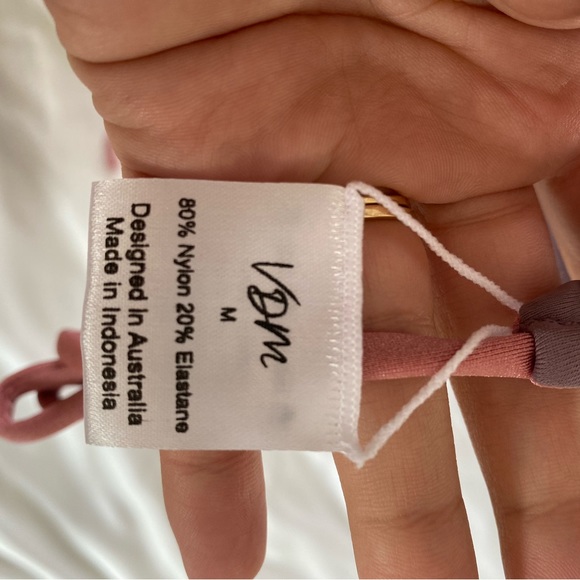 VDM
M
80% Nylon 20% Elastane
Designed in Australia
Made in Indonesia